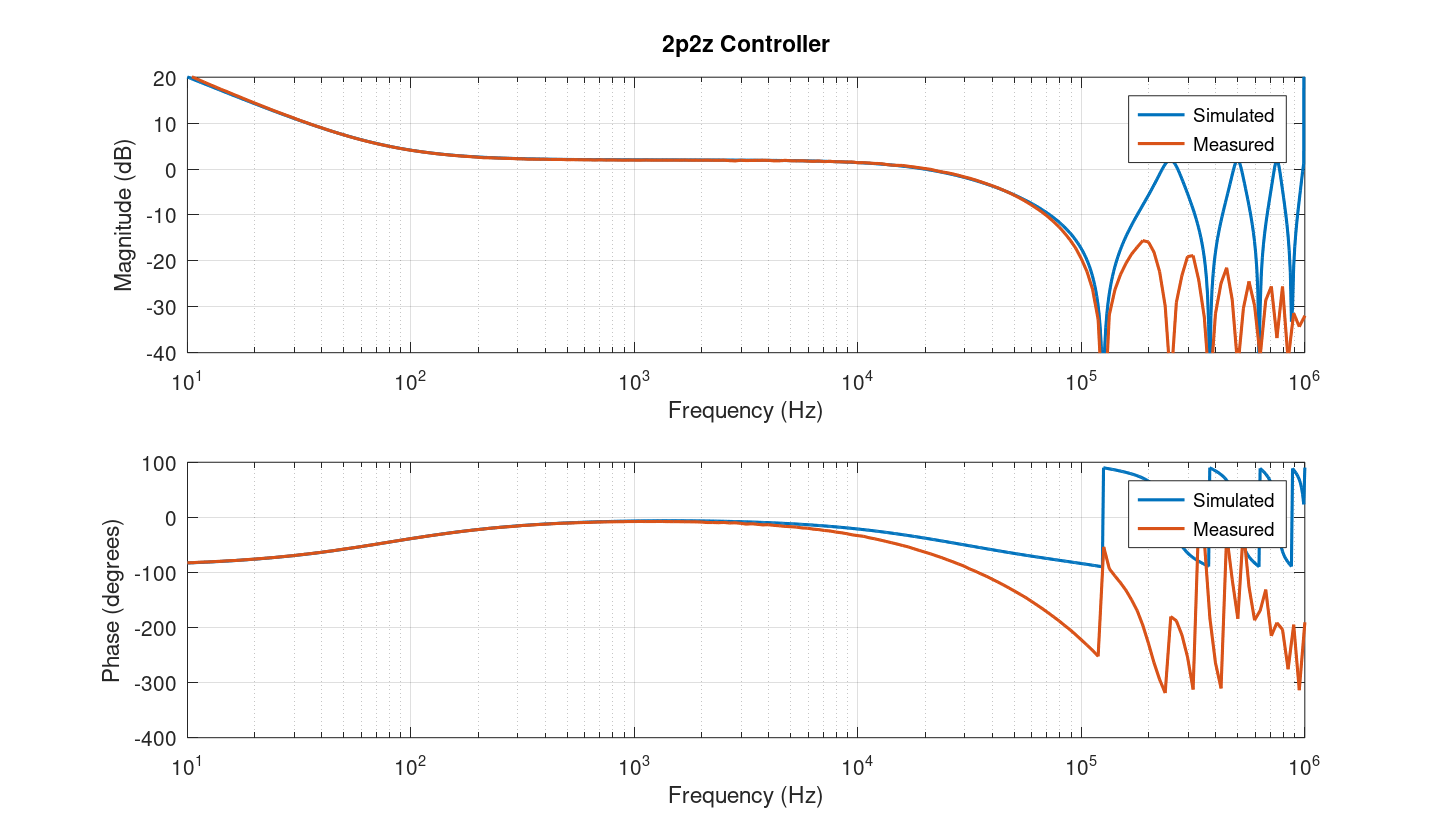 2p2z Controller
20
10
0
-10
-20
-30
-40
Magnitude (dB)
Simulated
Measured
10^1 10^2 10^3 10^4 10^5 10^6
Frequency (Hz)
100
0
-100
-200
-300
-400
Phase (degrees)
Simulated
Measured
10^1 10^2 10^3 10^4 10^5 10^6
Frequency (Hz)